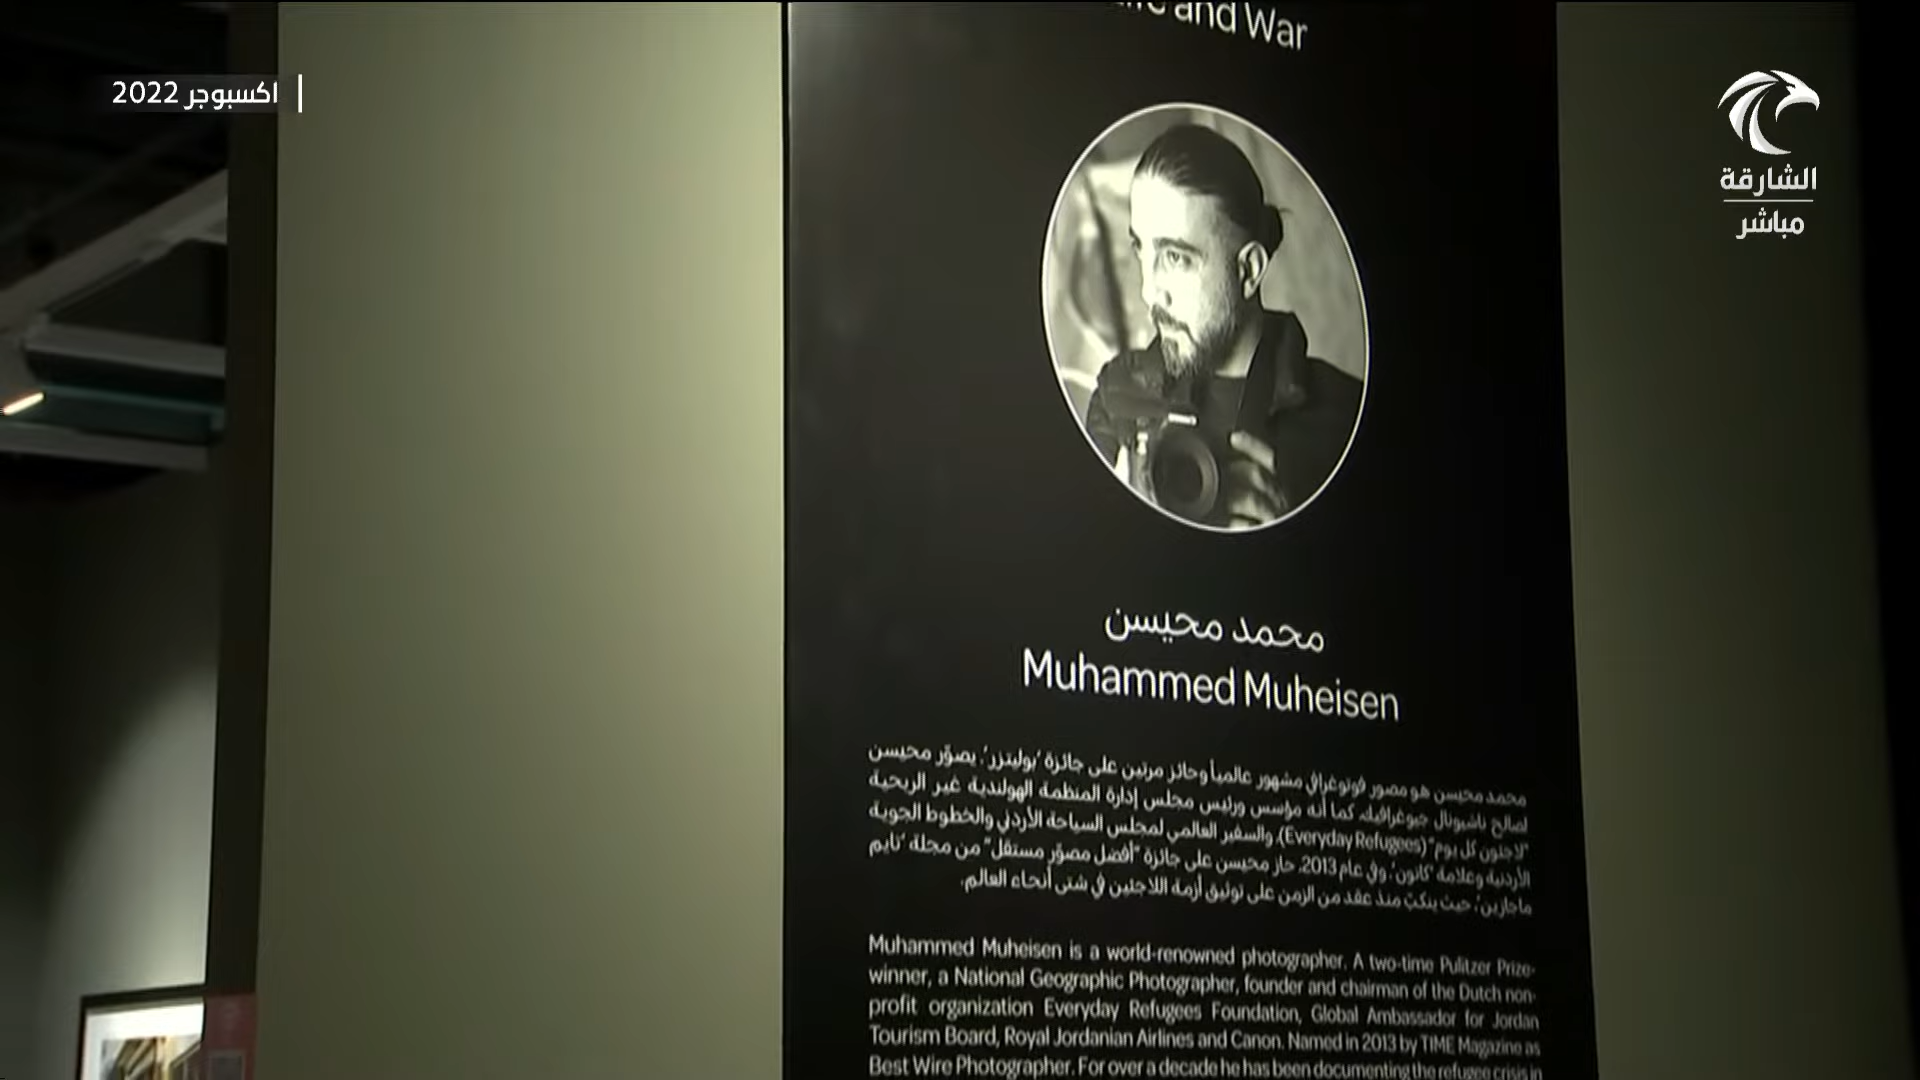 اكسبوجر 2022
الشارقة
مباشر
and War
محمد محيسن
Muhammed Muheisen
محمد محيسن هو مصور فوتوغرافي مشهور عالمياً وحائز مرتين على جائزة 'بوليتزر'. يصوّر محيسن
لصالح ناشيونال جيوغرافيك، كما أنه مؤسس ورئيس مجلس إدارة المنظمة الهولندية غير الربحية
"لاجئون كل يوم" (Everyday Refugees)، والسفير العالمي لمجلس السياحة الأردني والخطوط الجوية
الأردنية وعلامة 'كانون'. وفي عام 2013، حاز محيسن على جائزة "أفضل مصوّر مستقل" من مجلة 'تايم
ماجازين'، حيث ينكبّ منذ عقد من الزمن على توثيق أزمة اللاجئين في شتى أنحاء العالم.
Muhammed Muheisen is a world-renowned photographer. A two-time Pulitzer Prize-
winner, a National Geographic Photographer, founder and chairman of the Dutch non-
profit organization Everyday Refugees Foundation, Global Ambassador for Jordan
Tourism Board, Royal Jordanian Airlines and Canon. Named in 2013 by TIME Magazine as
Best Wire Photographer. For over a decade he has been documenting the refugee crisis in